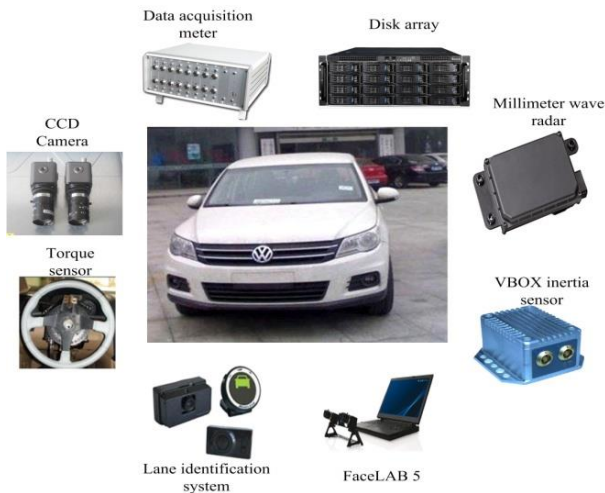 Data acquisition
meter
Disk array
Millimeter wave
radar
CCD
Camera
Torque
sensor
VBOX inertia
sensor
Lane identification
system
FaceLAB 5